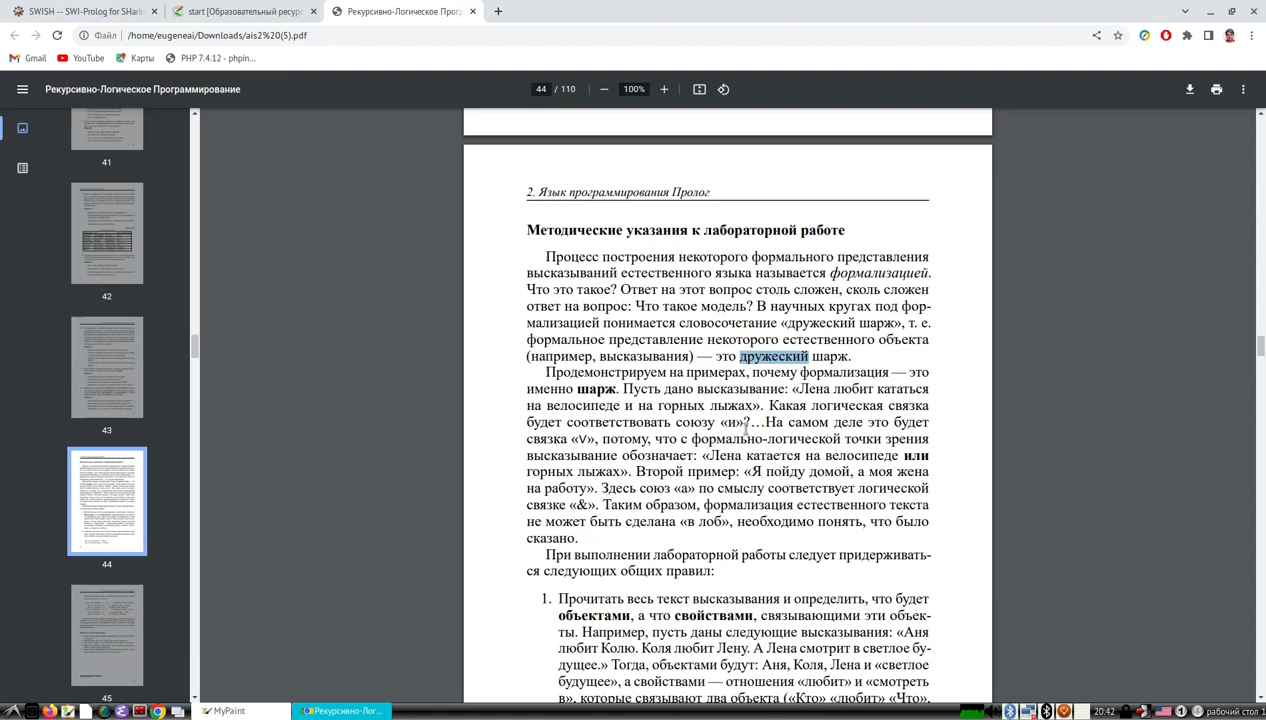 SWISH -- SWI-Prolog for SHarin
start [Образовательный ресурс
Рекурсивно-Логическое Прогр
Файл
/home/eugeneai/Downloads/ais2%20(5).pdf
Gmail
YouTube
Карты
PHP 7.4.12 - phpin...
Рекурсивно-Логическое Программирование
44 / 110
100%
41
42
43
44
45
2. Язык программирования Пролог
Методические указания к лабораторной работе
Процесс построения некоторого формального представления
высказываний естественного языка называется формализацией.
Что это такое? Ответ на этот вопрос столь сложен, сколь сложен
ответ на вопрос: Что такое модель? В научных кругах под фор-
мализацией понимается словосочетание «дружеский шарж», т. е.
формальное представление некоторого естественного объекта
(например, высказывания) — это дружеский шарж.
Продемонстрируем на примерах, почему формализация — это
именно шарж. Пусть дано высказывание: «Лена любит кататься
на велосипеде и на горных лыжах». Какая логическая связка
будет соответствовать союзу «и»?…На самом деле это будет
связка «∨», потому, что с формально-логической точки зрения
высказывание обозначает: «Лена катается на велосипеде или
горных лыжах». Второй пример: «Я пойду домой, а моя жена
на работу». Здесь союз «а» по смыслу соответствует логической
связке «&». Таким образом, формализация естественного текста
не может быть сделана «в лоб», необходимо понять, что было
сказано.
При выполнении лабораторной работы следует придерживать-
ся следующих общих правил:
1. Прочитать весь текст высказывания и определить, что будет
объектами, а что свойствами, связывающими эти объек-
ты. Например, пусть даны следующие высказывания: «Аня
любит Колю. Коля любит Лену. А Лена смотрит в светлое бу-
дущее.» Тогда, объектами будут: Аня, Коля, Лена и «светлое
будущее», а свойствами — отношения «любит» и «смотреть
в», которые связывают два объекта («Кто» «любит» «Что»,
MyPaint
Рекурсивно-Лог...
20:42
рабочий стол 1